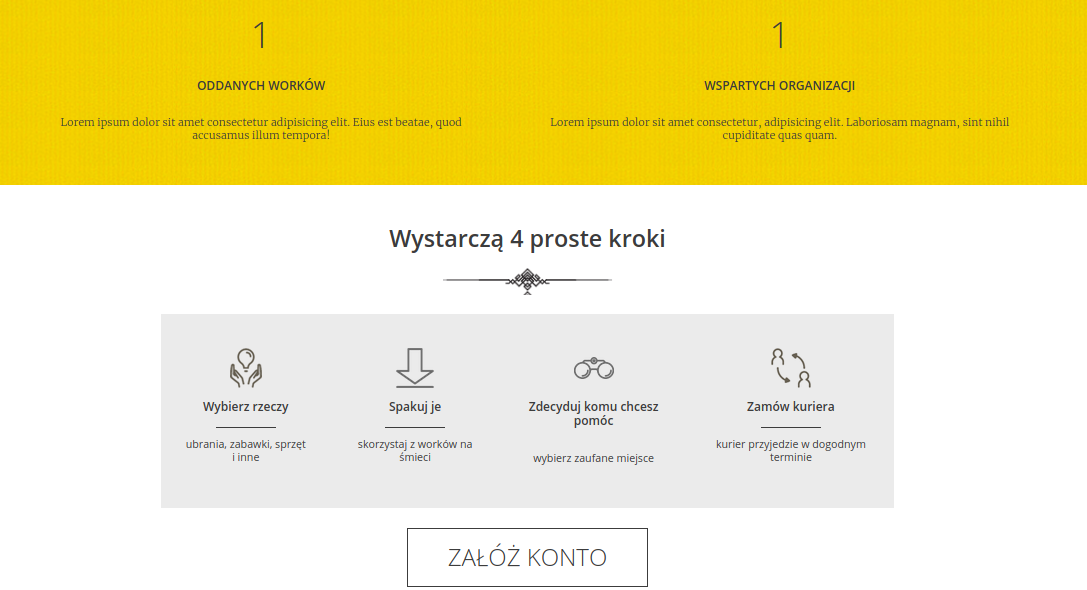 1
ODDANYCH WORKÓW
Lorem ipsum dolor sit amet consectetur adipisicing elit. Eius est beatae, quod
accusamus illum tempora!
1
WSPARTYCH ORGANIZACJI
Lorem ipsum dolor sit amet consectetur, adipisicing elit. Laboriosam magnam, sint nihil
cupiditate quas quam.
Wystarczą 4 proste kroki
Wybierz rzeczy
ubrania, zabawki, sprzęt
i inne
Spakuj je
skorzystaj z worków na
śmieci
Zdecyduj komu chcesz
pomóc
wybierz zaufane miejsce
Zamów kuriera
kurier przyjedzie w dogodnym
terminie
ZAŁÓŻ KONTO